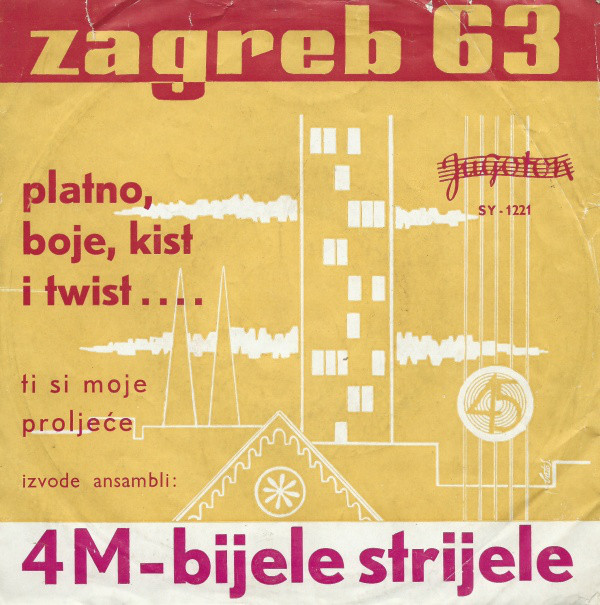 zagreb 63
jugoton
SY-1221
platno,
boje, kist
i twist....
ti si moje
proljeće
izvode ansambli:
45
4M-bijele strijele